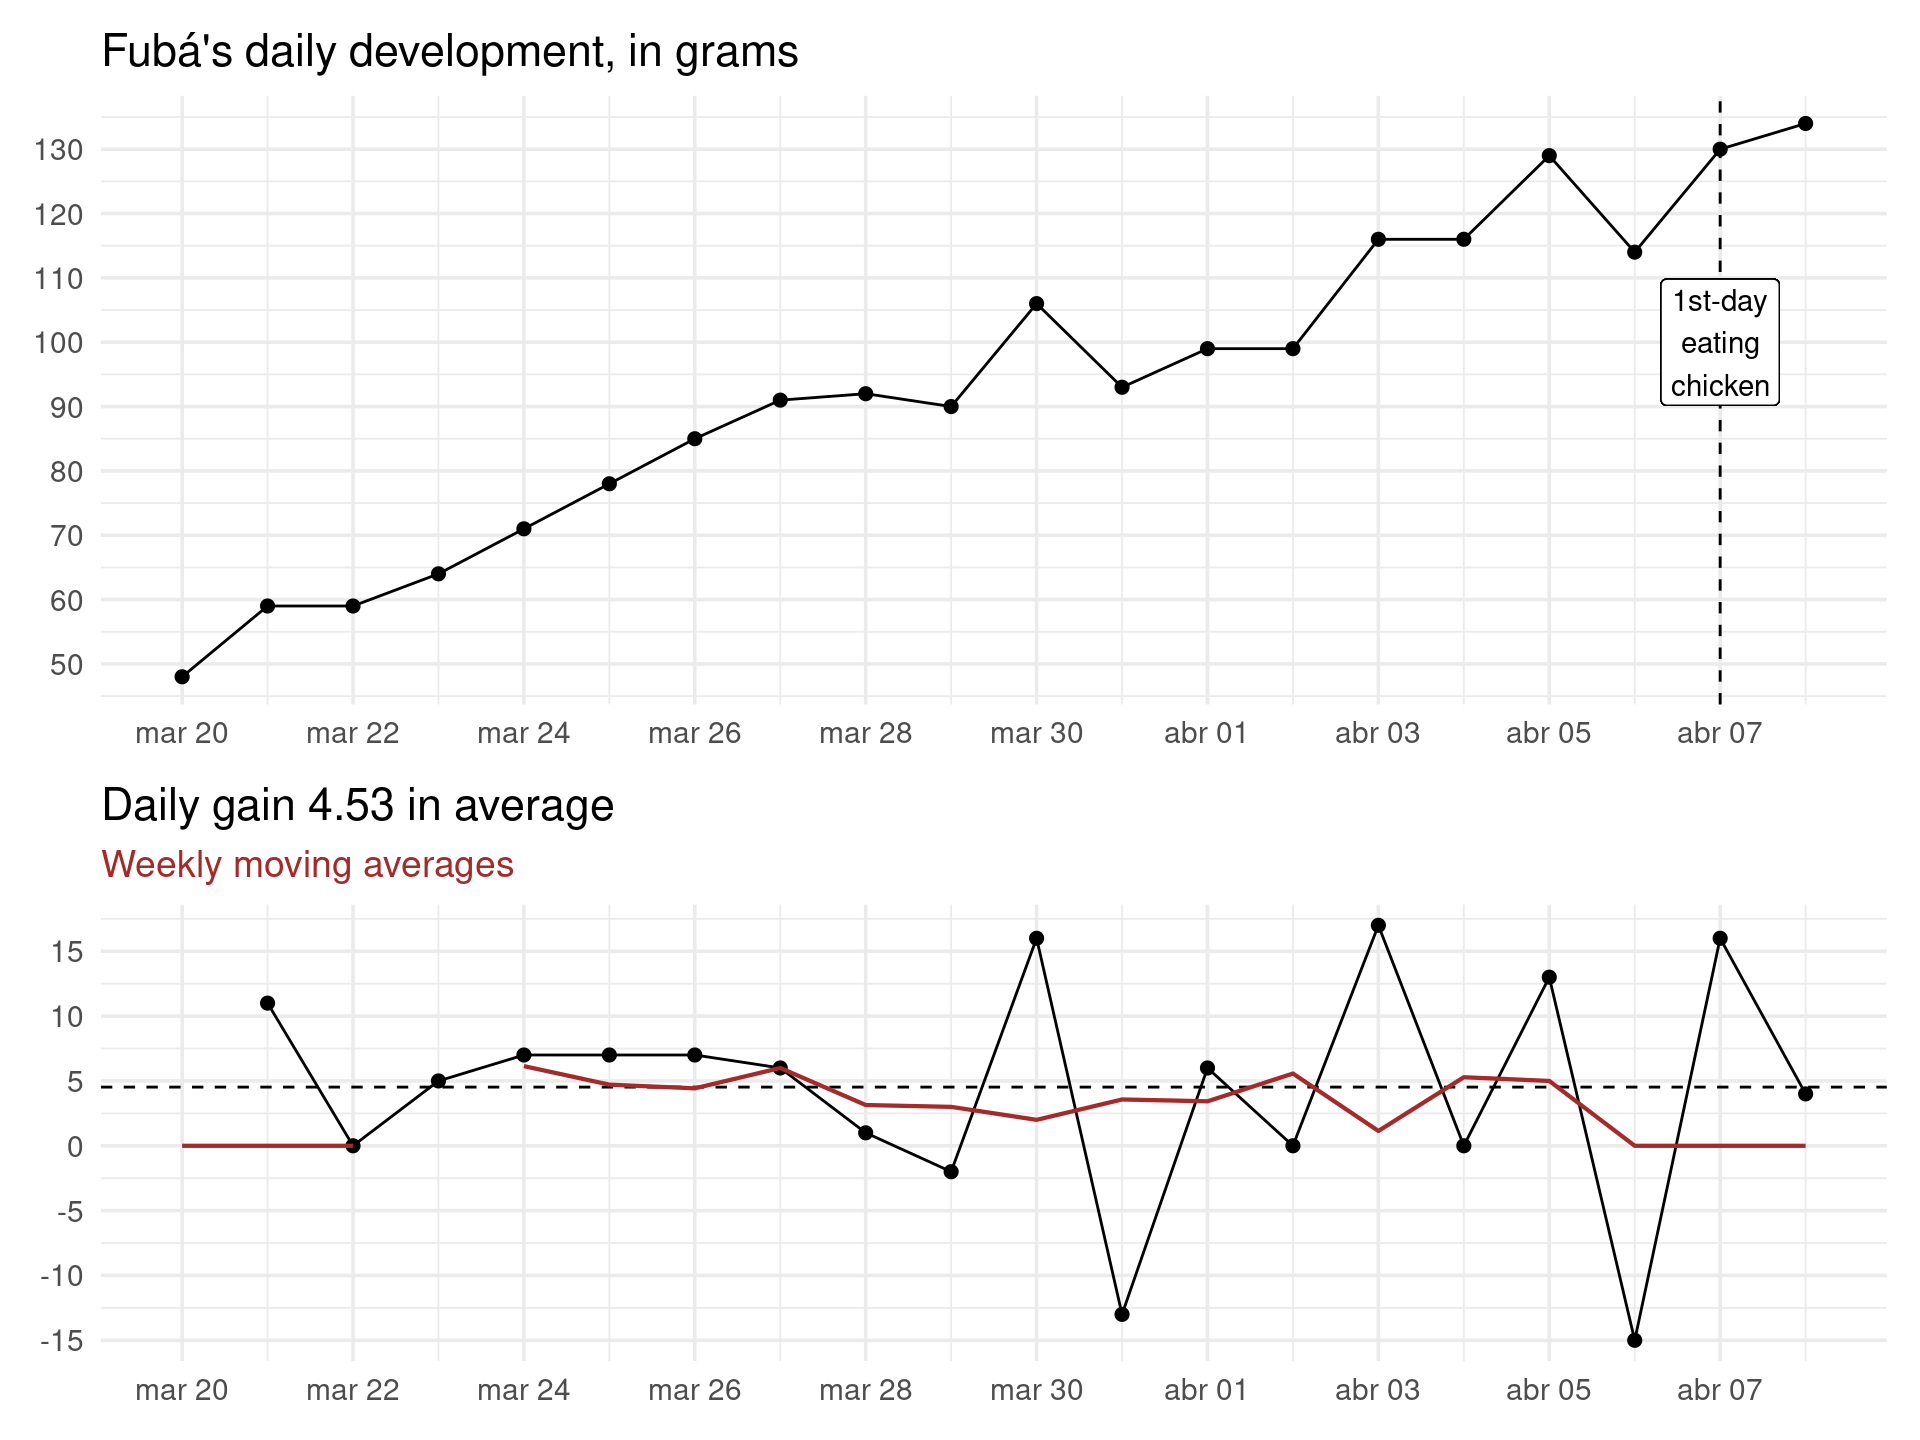 Fubá's daily development, in grams
130
120
110
100
90
80
70
60
50
1st-day
eating
chicken
mar 20 mar 22 mar 24 mar 26 mar 28 mar 30 abr 01 abr 03 abr 05 abr 07
Daily gain 4.53 in average
Weekly moving averages
15
10
5
0
-5
-10
-15
mar 20 mar 22 mar 24 mar 26 mar 28 mar 30 abr 01 abr 03 abr 05 abr 07